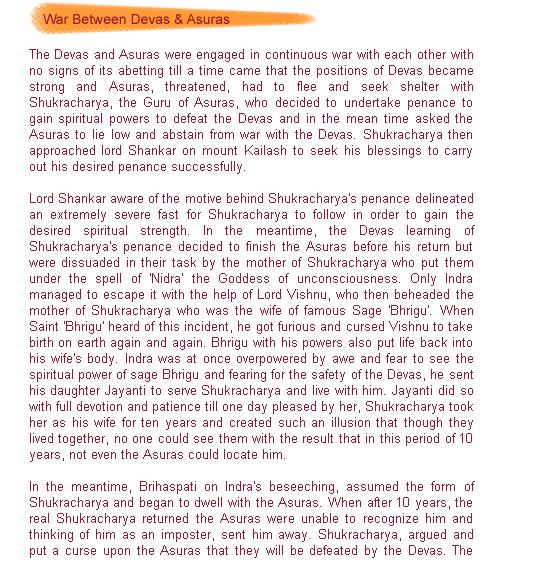 War Between Devas & Asuras
The Devas and Asuras were engaged in continuous war with each other with
no signs of its abetting till a time came that the positions of Devas became
strong and Asuras, threatened, had to flee and seek shelter with
Shukracharya, the Guru of Asuras, who decided to undertake penance to
gain spiritual powers to defeat the Devas and in the mean time asked the
Asuras to lie low and abstain from war with the Devas. Shukracharya then
approached lord Shankar on mount Kailash to seek his blessings to carry
out his desired penance successfully.
Lord Shankar aware of the motive behind Shukracharya's penance delineated
an extremely severe fast for Shukracharya to follow in order to gain the
desired spiritual strength. In the meantime, the Devas learning of
Shukracharya's penance decided to finish the Asuras before his return but
were dissuaded in their task by the mother of Shukracharya who put them
under the spell of 'Nidra' the Goddess of unconsciousness. Only Indra
managed to escape it with the help of Lord Vishnu, who then beheaded the
mother of Shukracharya who was the wife of famous Sage 'Bhrigu'. When
Saint 'Bhrigu' heard of this incident, he got furious and cursed Vishnu to take
birth on earth again and again. Bhrigu with his powers also put life back into
his wife's body. Indra was at once overpowered by awe and fear to see the
spiritual power of sage Bhrigu and fearing for the safety of the Devas, he sent
his daughter Jayanti to serve Shukracharya and live with him. Jayanti did so
with full devotion and patience till one day pleased by her, Shukracharya took
her as his wife for ten years and created such an illusion that though they
lived together, no one could see them with the result that in this period of 10
years, not even the Asuras could locate him.
In the meantime, Brihaspati on Indra's beseeching, assumed the form of
Shukracharya and began to dwell with the Asuras. When after 10 years, the
real Shukracharya returned the Asuras were unable to recognize him and
thinking of him as an imposter, sent him away. Shukracharya, argued and
put a curse upon the Asuras that they will be defeated by the Devas. The